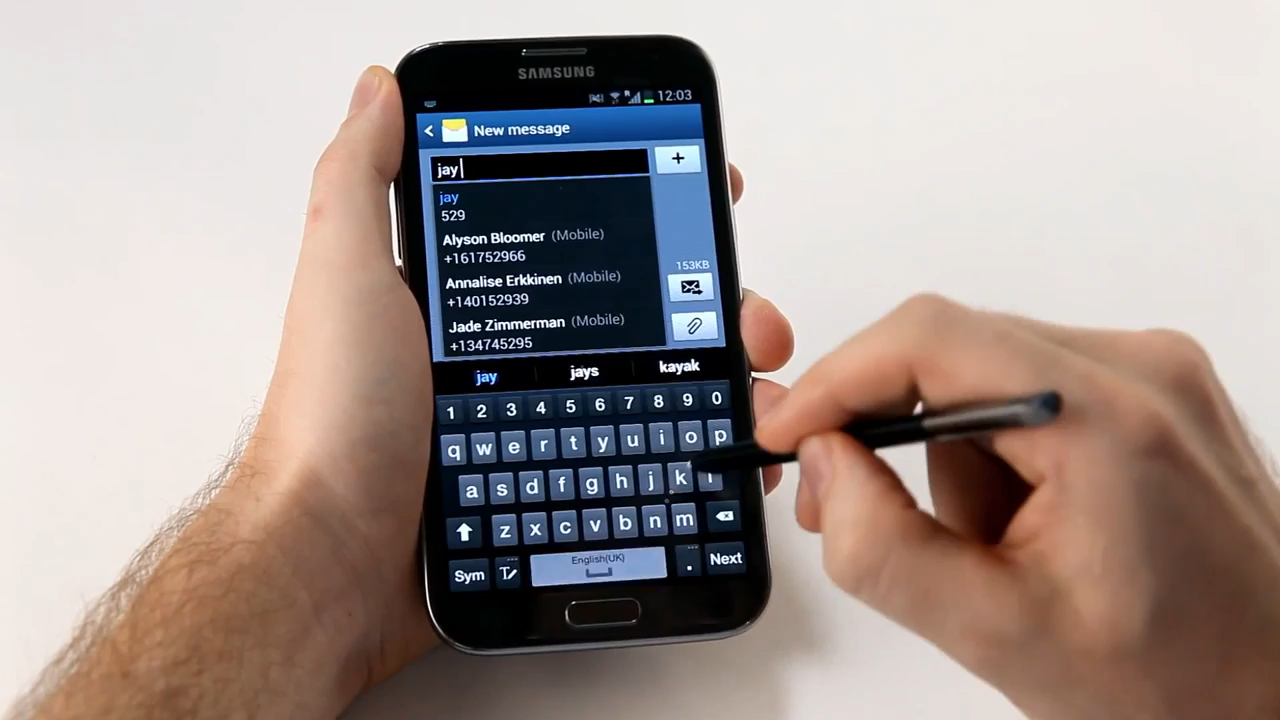 SAMSUNG
12:03
< New message
jay
+
jay
529
Alyson Bloomer (Mobile)
+161752966
Annalise Erkkinen (Mobile)
+140152939
Jade Zimmerman (Mobile)
+134745295
153KB
jay jays kayak
1 2 3 4 5 6 7 8 9 0
q w e r t y u i o p
a s d f g h j k l
z x c v b n m
Sym T English(UK) . Next